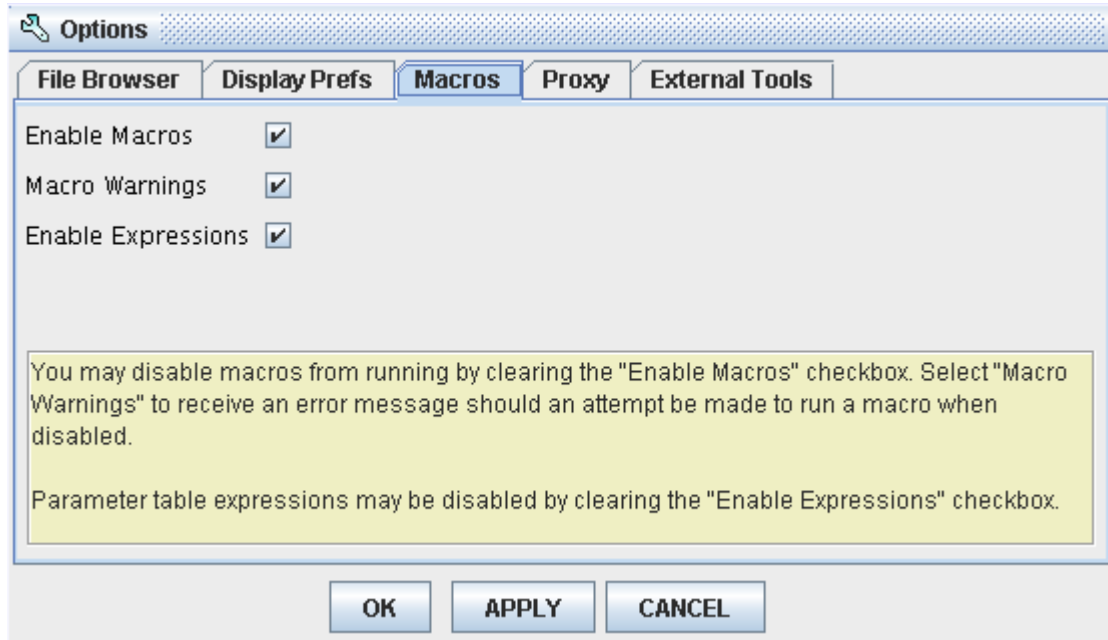 Options
File Browser Display Prefs Macros Proxy External Tools
Enable Macros
Macro Warnings
Enable Expressions
You may disable macros from running by clearing the "Enable Macros" checkbox. Select "Macro
Warnings" to receive an error message should an attempt be made to run a macro when
disabled.
Parameter table expressions may be disabled by clearing the "Enable Expressions" checkbox.
OK APPLY CANCEL